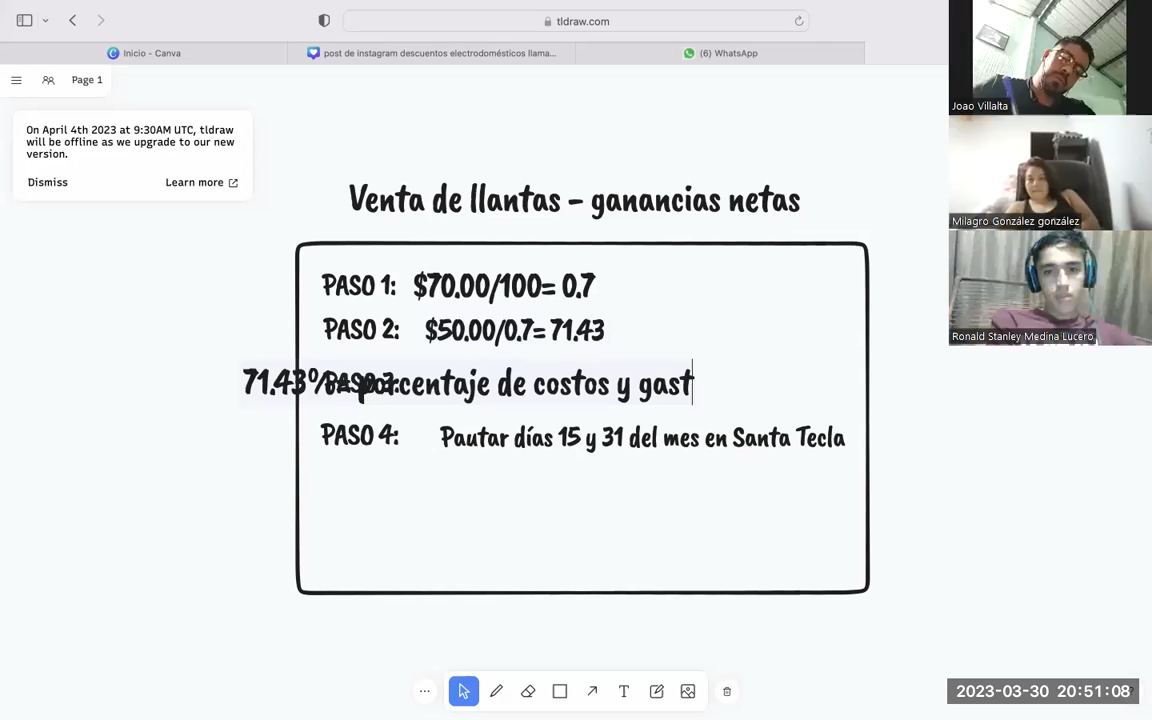 tldraw.com
Inicio - Canva
post de instagram descuentos electrodomésticos llama...
(6) WhatsApp
Page 1
On April 4th 2023 at 9:30AM UTC, tldraw
will be offline as we upgrade to our new
version.
Dismiss
Learn more
Venta de llantas - ganancias netas
PASO 1: $70.00/100= 0.7
PASO 2: $50.00/0.7= 71.43
PASO 3:
71.43%= porcentaje de costos y gast
PASO 4: Pautar días 15 y 31 del mes en Santa Tecla
Joao Villalta
Milagro González gonzález
Ronald Stanley Medina Lucero
T
2023-03-30 20:51:08